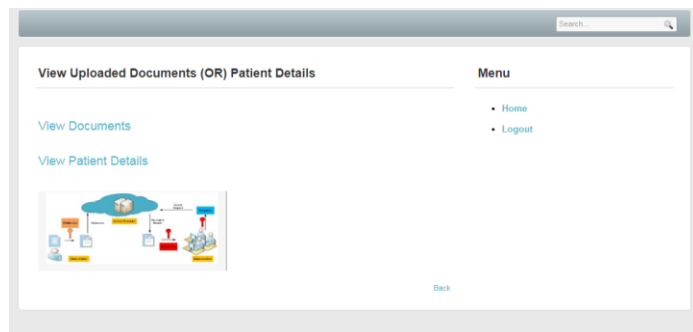 Search...
View Uploaded Documents (OR) Patient Details
Menu
Home
Logout
View Documents
View Patient Details
Back